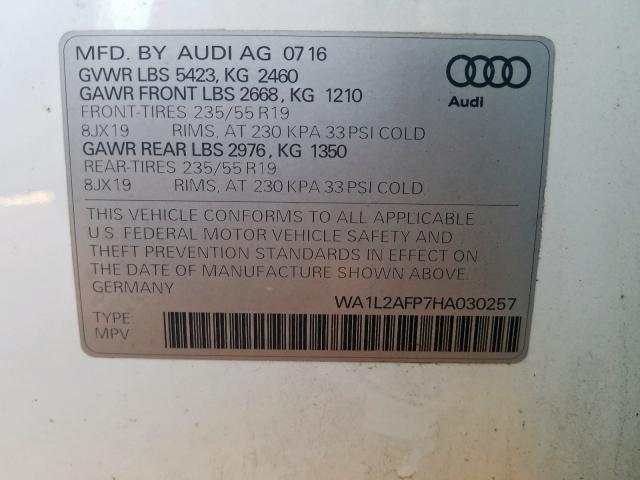 MFD. BY AUDI AG 07 16
GVWR LBS 5423, KG 2460
GAWR FRONT LBS 2668, KG 1210
FRONT-TIRES 235/55 R19
8JX19 RIMS, AT 230 KPA 33 PSI COLD
GAWR REAR LBS 2976, KG 1350
REAR-TIRES 235/55 R19
8JX19 RIMS, AT 230 KPA 33 PSI COLD
Audi
THIS VEHICLE CONFORMS TO ALL APPLICABLE
U.S. FEDERAL MOTOR VEHICLE SAFETY AND
THEFT PREVENTION STANDARDS IN EFFECT ON
THE DATE OF MANUFACTURE SHOWN ABOVE.
GERMANY
WA1L2AFP7HA030257
TYPE:
MPV